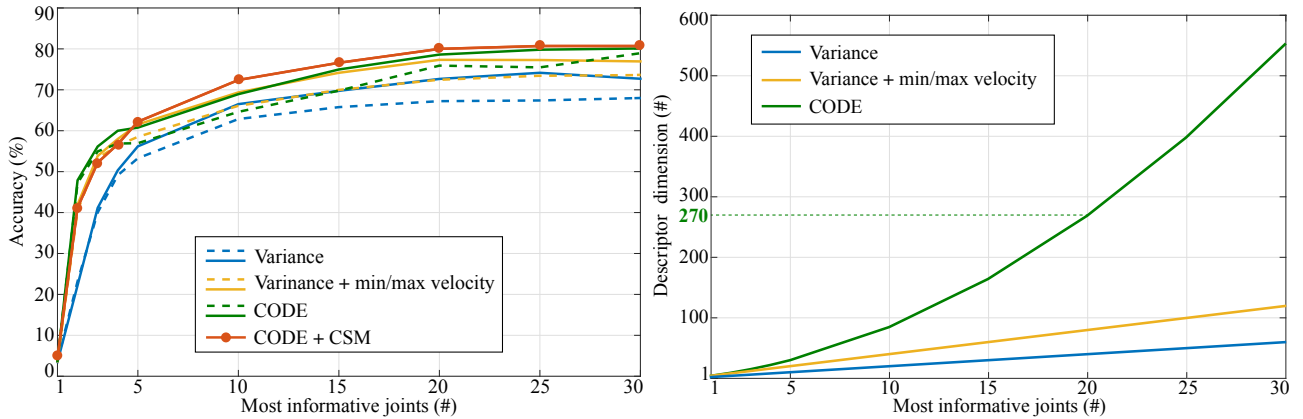 Accuracy (%)
90
80
70
60
50
40
30
20
10
0
1 5 10 15 20 25 30
Most informative joints (#)
Variance
Varinance + min/max velocity
CODE
CODE + CSM
Descriptor dimension (#)
600
500
400
300
270
200
100
1
1 5 10 15 20 25 30
Most informative joints (#)
Variance
Variance + min/max velocity
CODE